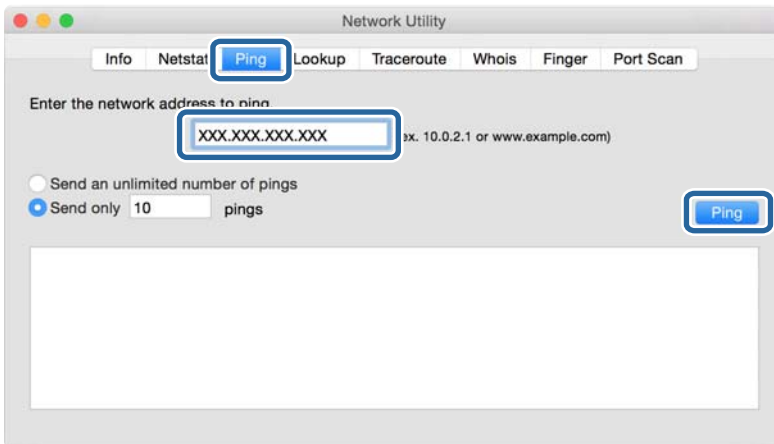 Network Utility
Info Netstat Ping Lookup Traceroute Whois Finger Port Scan
Enter the network address to ping.
XXX.XXX.XXX.XXX ex. 10.0.2.1 or www.example.com)
Send an unlimited number of pings
Send only 10 pings
Ping